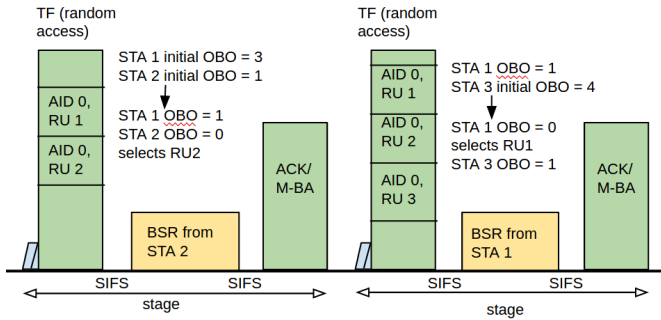 TF (random
access)
AID 0,
RU 1
AID 0,
RU 2
STA 1 initial OBO = 3
STA 2 initial OBO = 1
STA 1 OBO = 1
STA 2 OBO = 0
selects RU2
BSR from
STA 2
ACK/
M-BA
SIFS
SIFS
stage
TF (random
access)
AID 0,
RU 1
AID 0,
RU 2
AID 0,
RU 3
STA 1 OBO = 1
STA 3 initial OBO = 4
STA 1 OBO = 0
selects RU1
STA 3 OBO = 1
BSR from
STA 1
ACK/
M-BA
SIFS
SIFS
stage